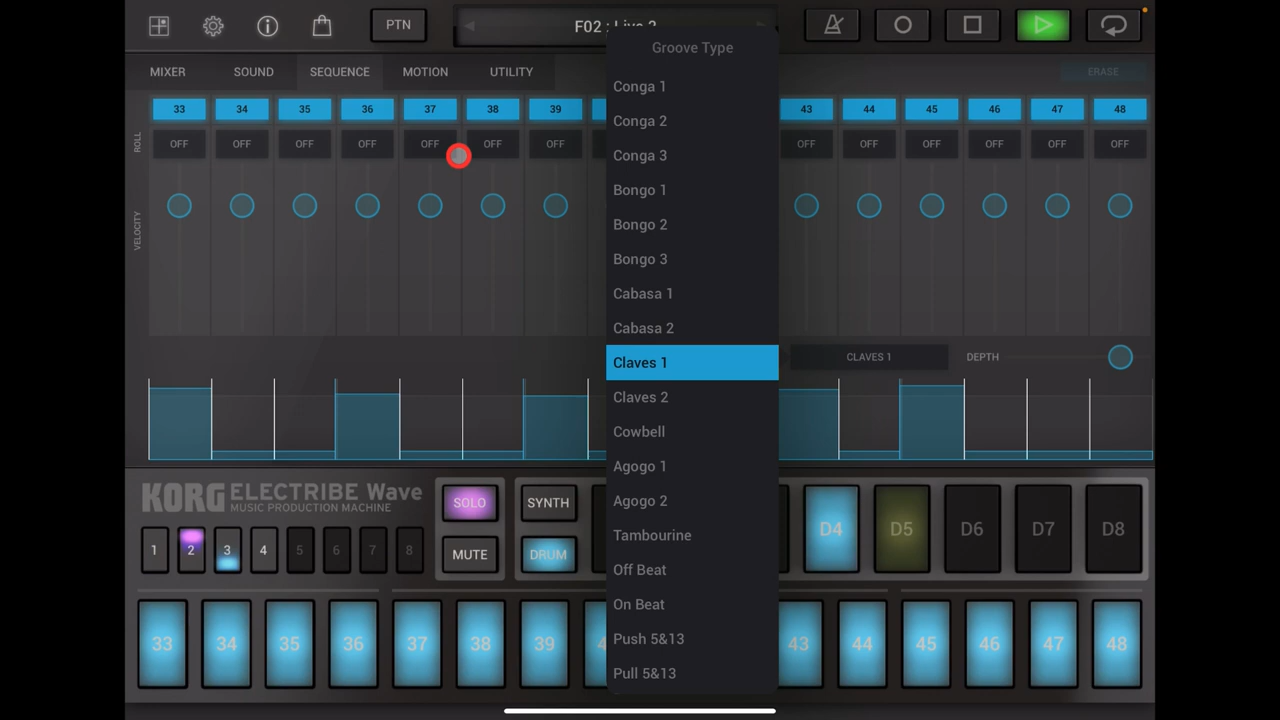 PTN
F02 : Live 2
Groove Type
MIXER
SOUND
SEQUENCE
MOTION
UTILITY
ERASE
33 34 35 36 37 38 39 43 44 45 46 47 48
ROLL
OFF OFF OFF OFF OFF OFF OFF OFF OFF OFF OFF OFF OFF
VELOCITY
Conga 1
Conga 2
Conga 3
Bongo 1
Bongo 2
Bongo 3
Cabasa 1
Cabasa 2
Claves 1
Claves 2
Cowbell
Agogo 1
Agogo 2
Tambourine
Off Beat
On Beat
Push 5&13
Pull 5&13
CLAVES 1
DEPTH
KORG ELECTRIBE Wave
MUSIC PRODUCTION MACHINE
SOLO
SYNTH
D4 D5 D6 D7 D8
1 2 3 4 5 6 7 8
MUTE
DRUM
33 34 35 36 37 38 39 4 43 44 45 46 47 48